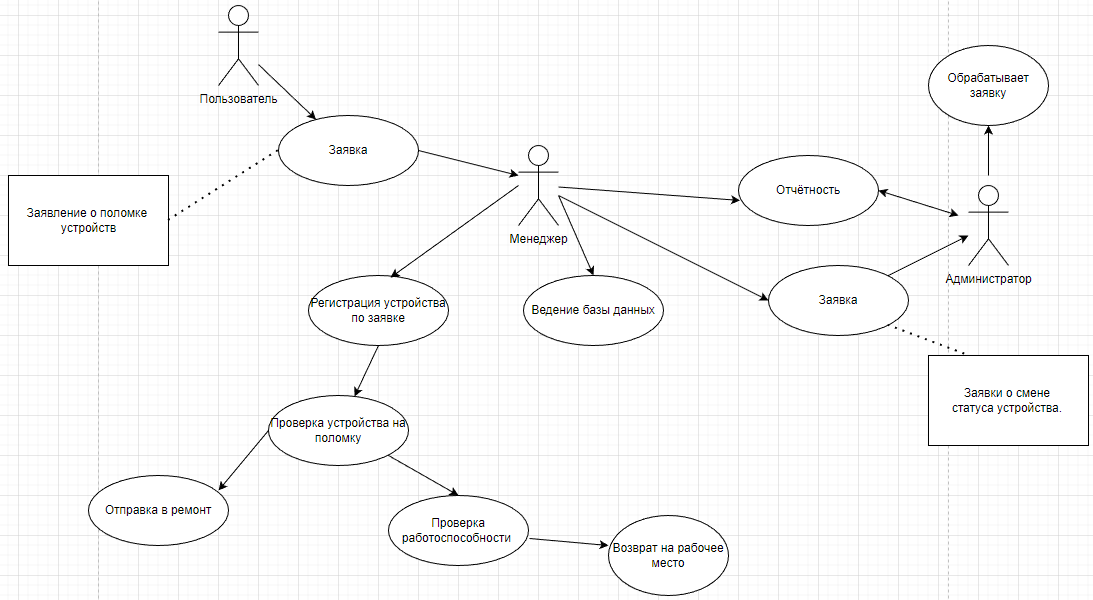 Пользователь
Обрабатывает
заявку
Заявка
Отчётность
Заявление о поломке
устройств
Менеджер
Администратор
Регистрация устройства
по заявке
Ведение базы данных
Заявка
Заявки о смене
статуса устройства.
Проверка устройства на
поломку
Отправка в ремонт
Проверка
работоспособности
Возврат на рабочее
место